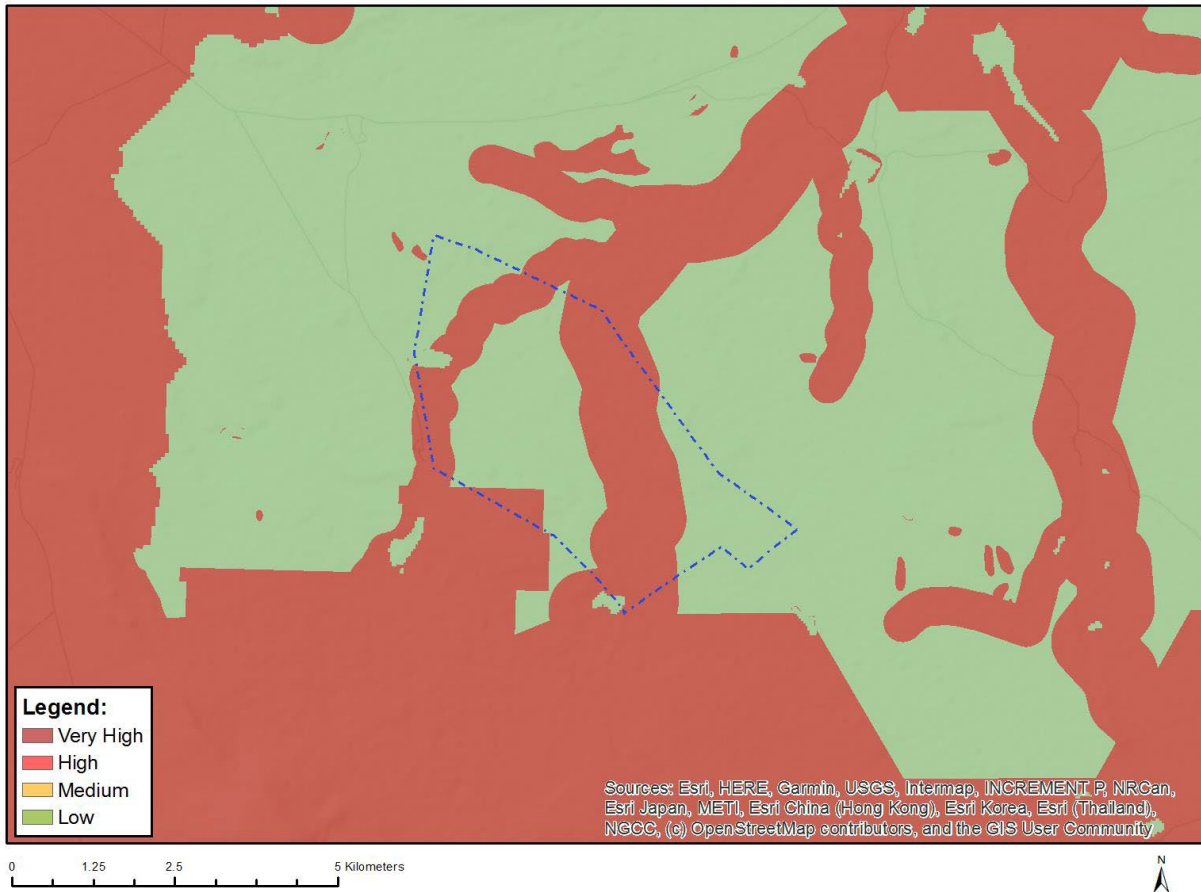 Legend:
Very High
High
Medium
Low
Sources: Esri, HERE, Garmin, USGS, Intermap, INCREMENT P, NRCan,
Esri Japan, METI, Esri China (Hong Kong), Esri Korea, Esri (Thailand),
NGCC, (c) OpenStreetMap contributors, and the GIS User Community
0 1.25 2.5 5 Kilometers
N